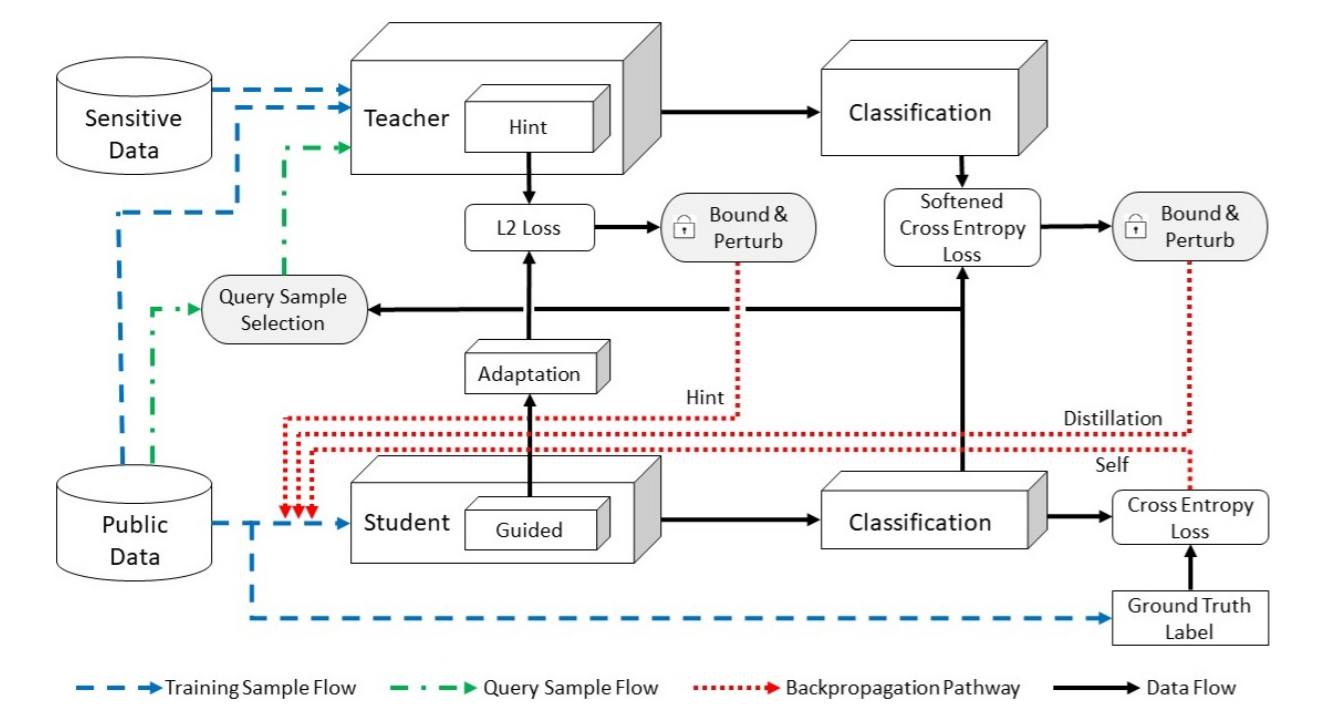 Sensitive
Data
Teacher
Hint
Classification
L2 Loss
Bound &
Perturb
Softened
Cross Entropy
Loss
Bound &
Perturb
Query Sample
Selection
Adaptation
Hint
Distillation
Self
Public
Data
Student
Guided
Classification
Cross Entropy
Loss
Ground Truth
Label
Training Sample Flow
Query Sample Flow
Backpropagation Pathway
Data Flow